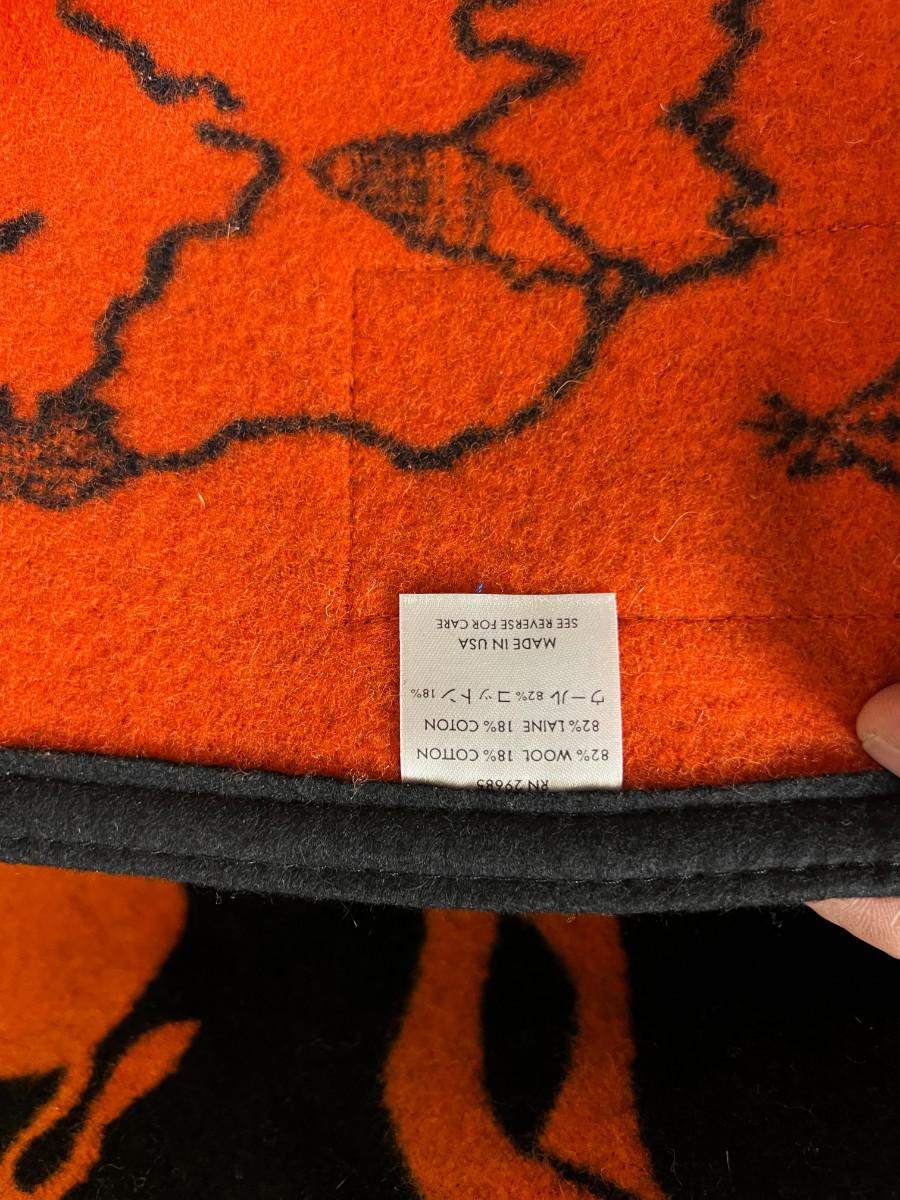 RN 29685
82% WOOL 18% COTTON
82% LAINE 18% COTON
ウール 82% コットン 18%
MADE IN USA
SEE REVERSE FOR CARE